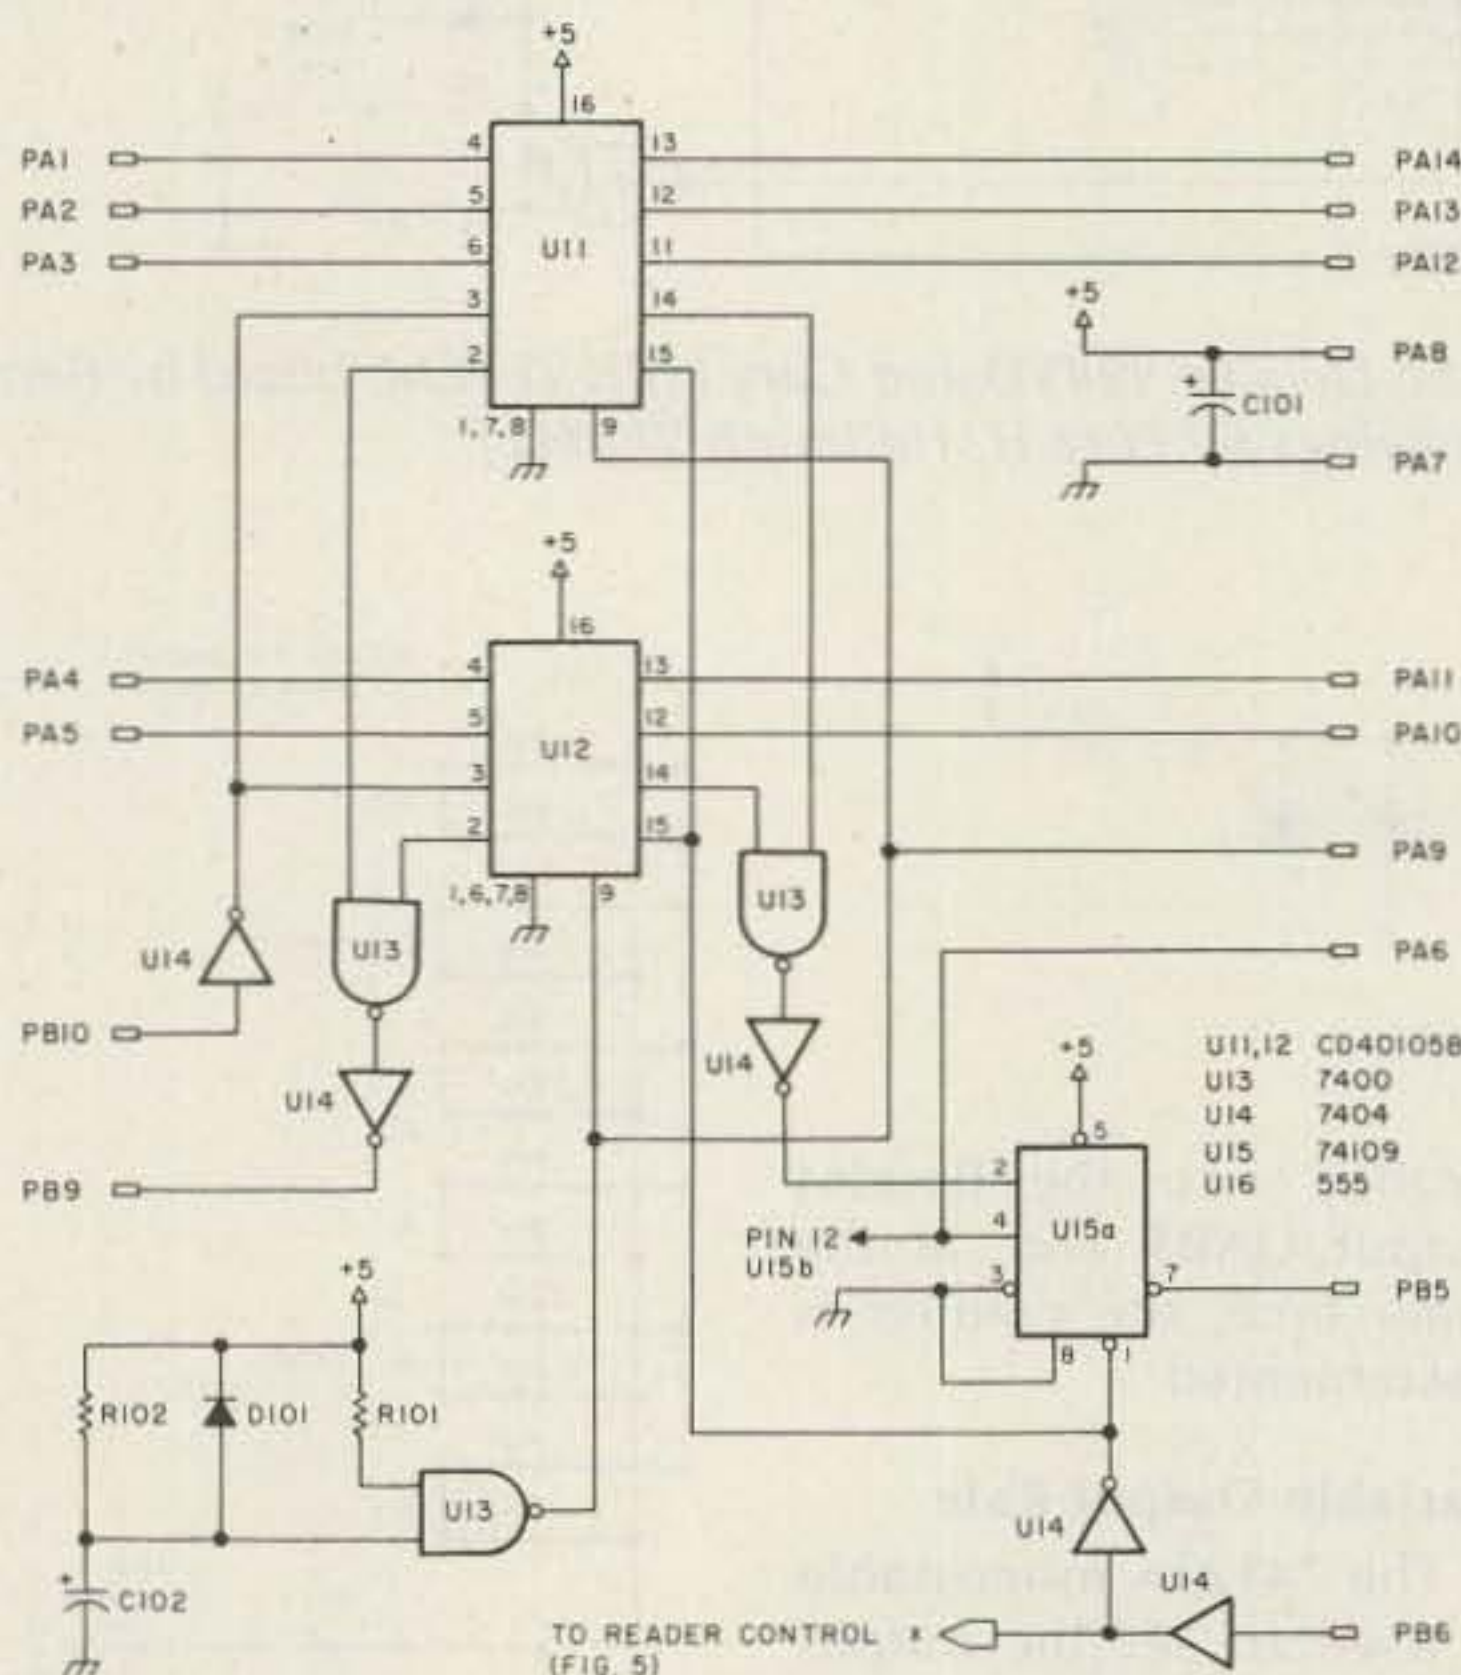 +5
16
PA1 4 13 PA14
PA2 5 12 PA13
PA3 6 U11 11 PA12
3 14 +5
2 15 PA8
+ C101
1,7,8 9
PA7
+5
16
PA4 4 13 PA11
PA5 5 12 PA10
U12
3 14
2 15
PA9
1,6,7,8 9 U13
U14 U13 PA6
PB10
U14 U14 +5
U11,12 CD40105B
U13 7400
U14 7404
U15 74109
U16 555
5
PB9 2
PIN 12 4 U15a
U15b
3 7 PB5
+5
8 1
R102 D101 R101
U13 U14
+ C102 U14
TO READER CONTROL * PB6
(FIG. 5)